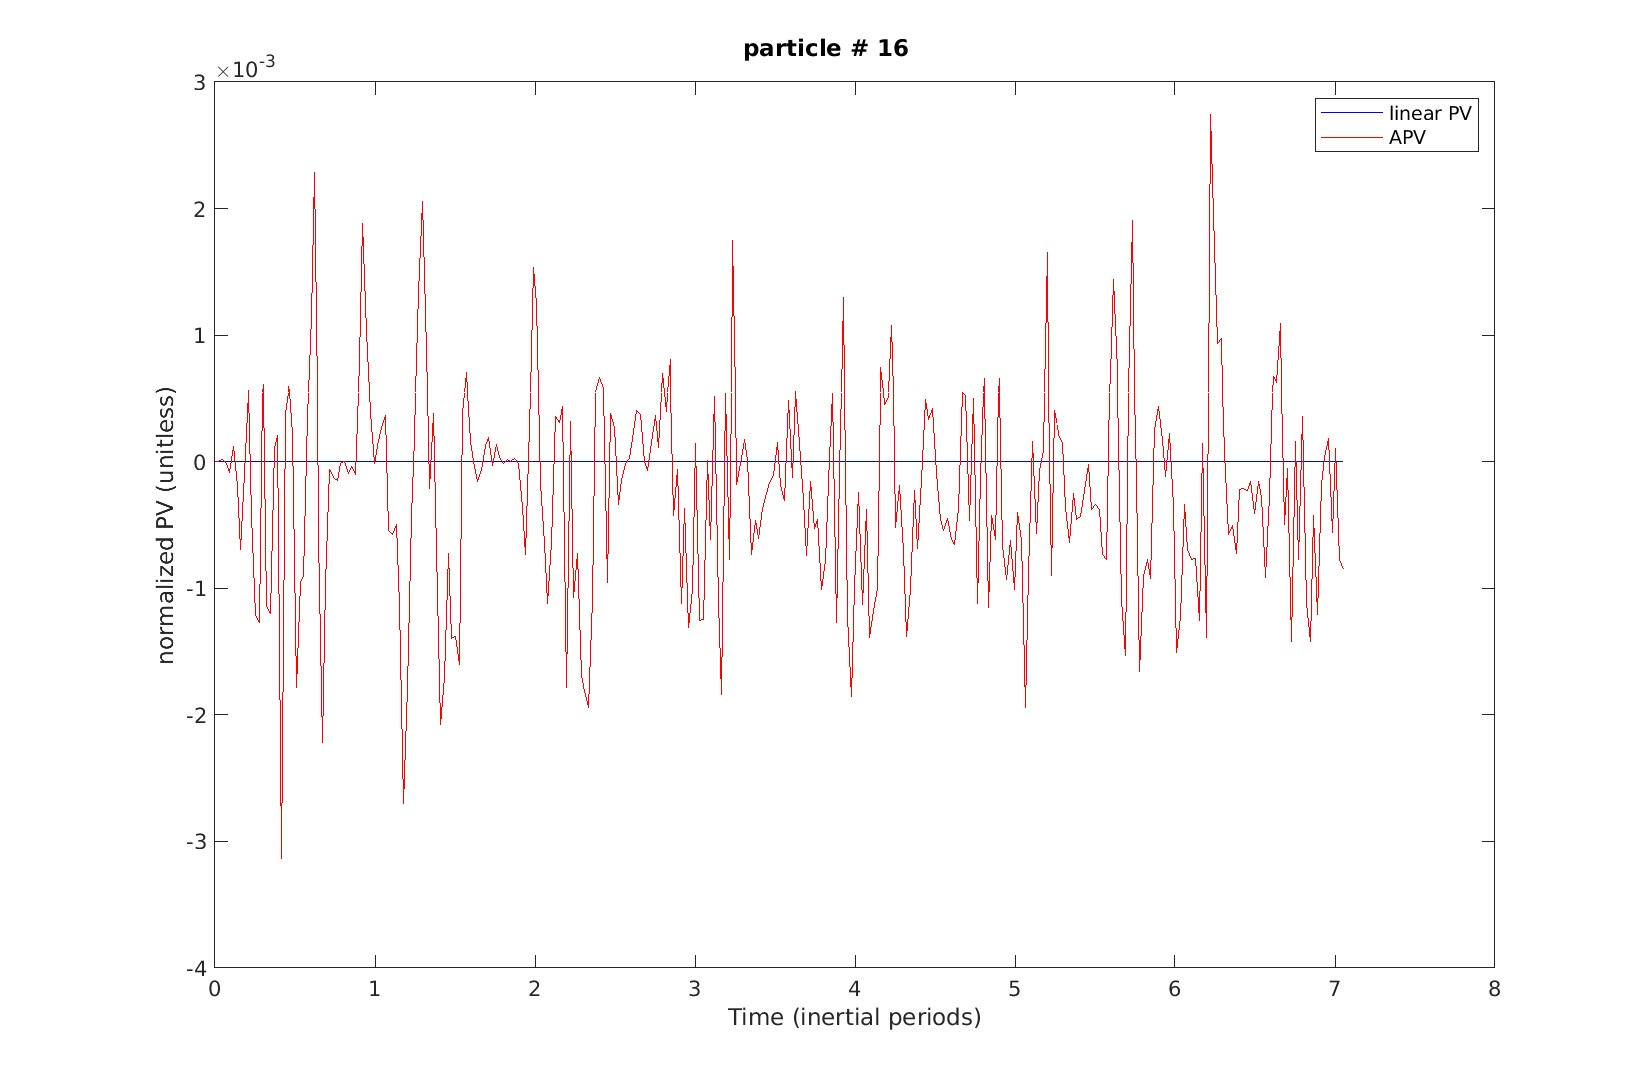 particle # 16
×10-3
linear PV
APV
3
2
1
0
-1
-2
-3
-4
normalized PV (unitless)
0 1 2 3 4 5 6 7 8
Time (inertial periods)